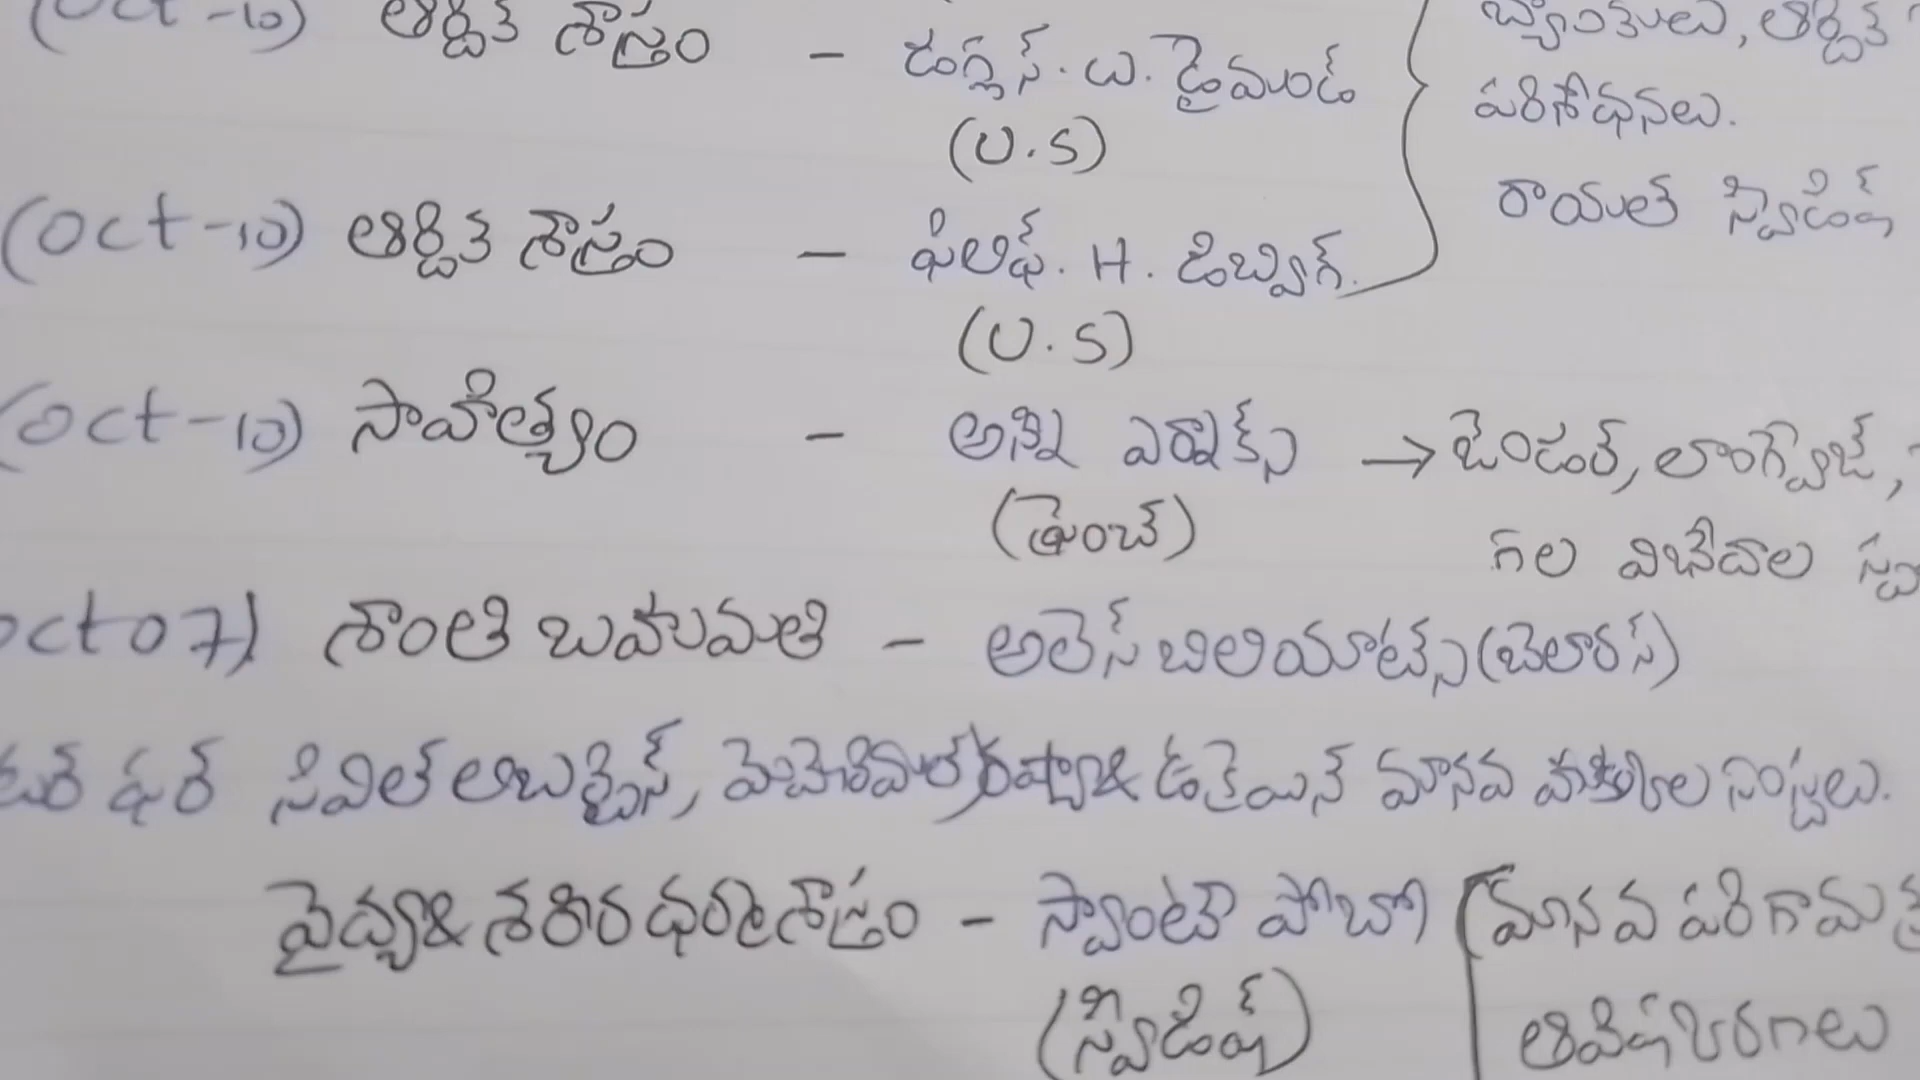 (Oct-10) ఆర్థిక శాస్త్రం - డగ్లస్. డబ్ల్యు. డైమండ్ బ్యాంకులు, ఆర్థిక
(U.S) పరిశోధనలు.
రాయల్ స్వీడిష్
(Oct-10) ఆర్థిక శాస్త్రం - ఫిలిప్. H. డిబ్విగ్.
(U.S)
(Oct-10) సాహిత్యం - అన్ని ఎర్నాక్స్ → జెండర్, లాంగ్వేజ్,
(ఫ్రెంచ్) గల విభేదాల
Oct 07) శాంతి బహుమతి - అలెస్ బిలియాట్స్కి (బెలారస్)
ఫర్ సివిల్ లిబర్టీస్, మెమోరియల్ రష్యా & ఉక్రెయిన్ మానవ హక్కుల సంస్థలు.
వైద్య & శరీర ధర్మశాస్త్రం - స్వాంటే పాబో (మానవ పరిణామ
(స్వీడిష్) ఆవిష్కరణలు